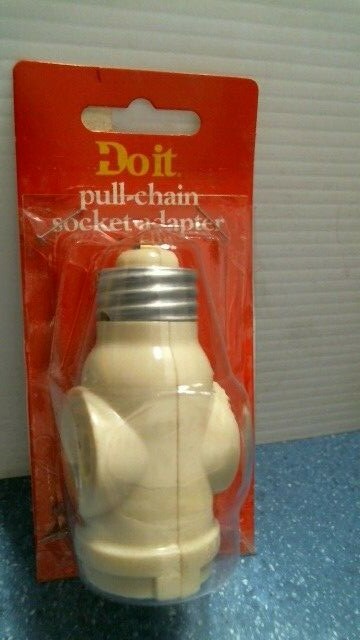 Do it
pull-chain
socket adapter